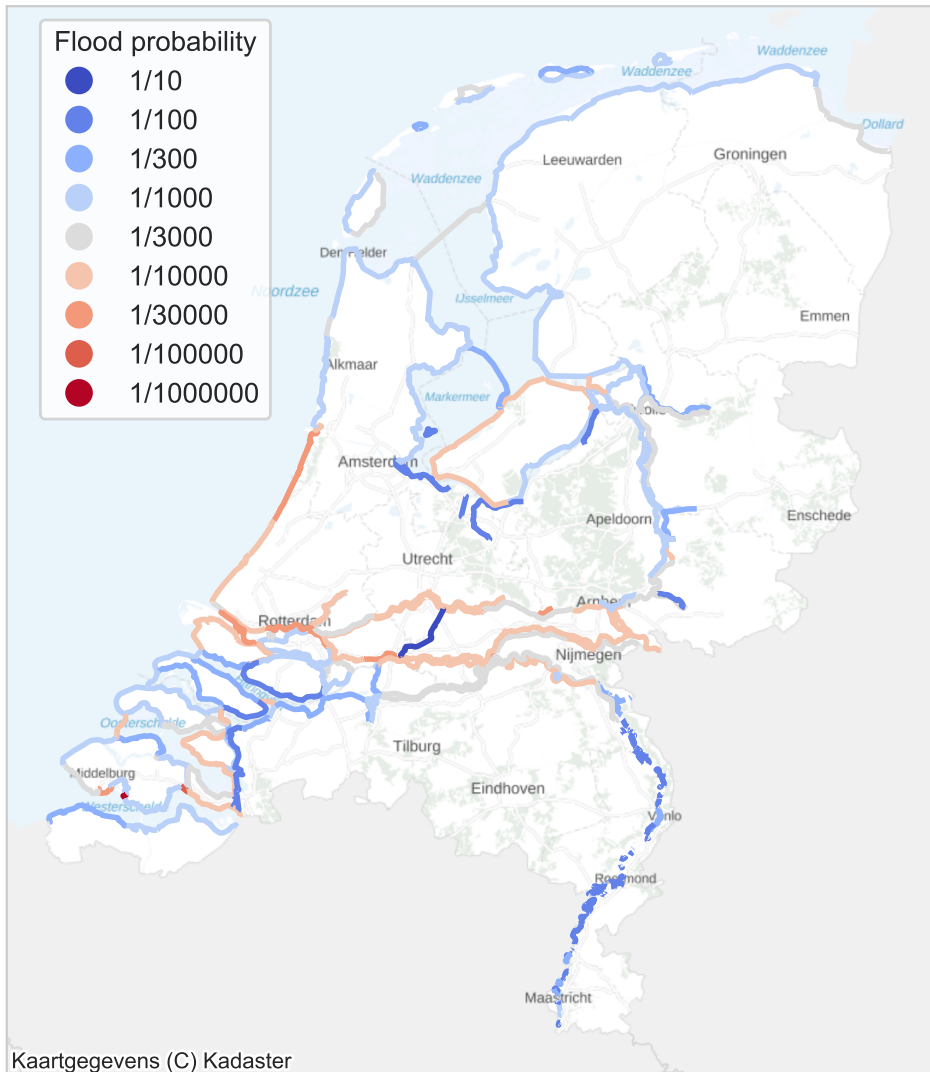 Flood probability
1/10
1/100
1/300
1/1000
1/3000
1/10000
1/30000
1/100000
1/1000000
Waddenzee
Waddenzee
Dollard
Leeuwarden
Groningen
Waddenzee
Den Helder
Noordzee
IJsselmeer
Emmen
Alkmaar
Markermeer
Amsterdam
Apeldoorn
Enschede
Utrecht
Arnhem
Rotterdam
Nijmegen
Oosterschelde
Tilburg
Middelburg
Eindhoven
Westerschelde
Venlo
Roermond
Maastricht
Kaartgegevens (C) Kadaster